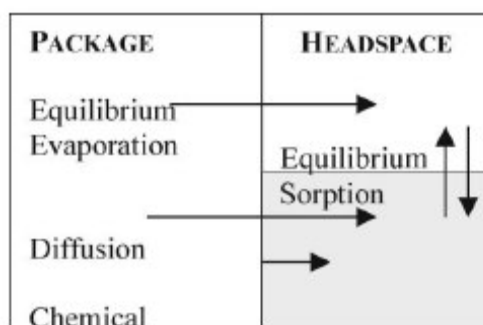 PACKAGE
HEADSPACE
Equilibrium
Evaporation
Equilibrium
Sorption
Diffusion
Chemical